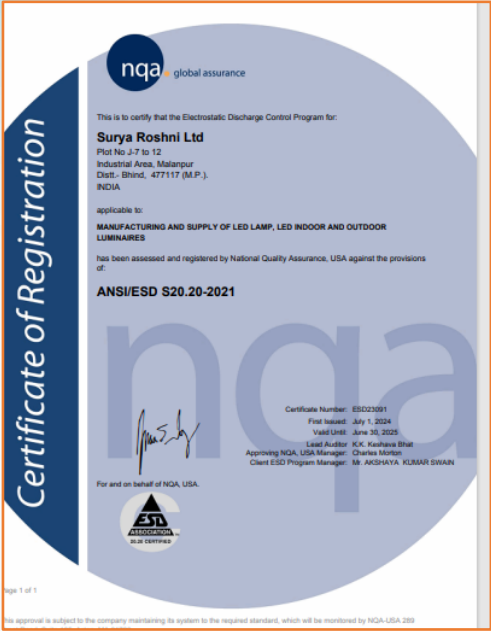 nqa. global assurance
Certificate of Registration
This is to certify that the Electrostatic Discharge Control Program for:
Surya Roshni Ltd
Plot No J-7 to 12
Industrial Area, Malanpur
Distt.- Bhind, 477117 (M.P.).
INDIA
applicable to:
MANUFACTURING AND SUPPLY OF LED LAMP, LED INDOOR AND OUTDOOR
LUMINAIRES
has been assessed and registered by National Quality Assurance, USA against the provisions
of:
ANSI/ESD S20.20-2021
nqa
Certificate Number: ESD23091
First Issued: July 1, 2024
Valid Until: June 30, 2025
Lead Auditor K.K. Keshava Bhat
Approving NQA, USA Manager: Charles Morton
Client ESD Program Manager: Mr. AKSHAYA KUMAR SWAIN
For and on behalf of NQA, USA.
ESD
ASSOCIATION
20.20 CERTIFIED
Page 1 of 1
This approval is subject to the company maintaining its system to the required standard, which will be monitored by NQA-USA 289